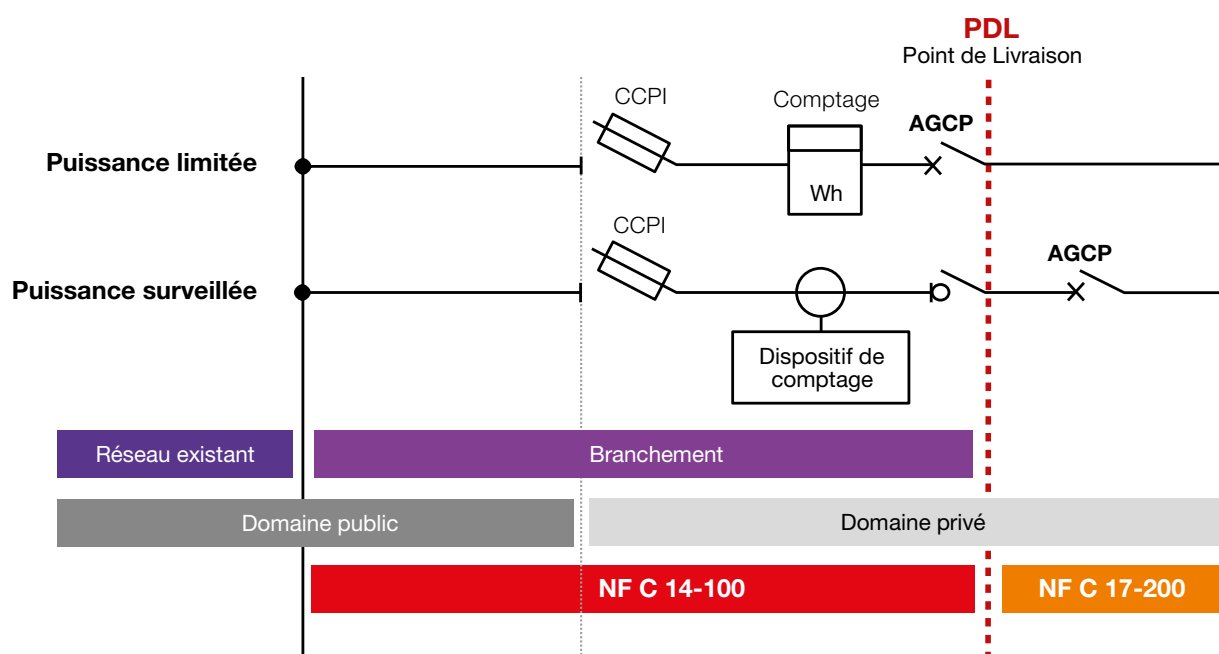 PDL
Point de Livraison
CCPI
Comptage
AGCP
Puissance limitée
Wh
CCPI
AGCP
Puissance surveillée
Dispositif de
comptage
Réseau existant
Branchement
Domaine public
Domaine privé
NF C 14-100
NF C 17-200